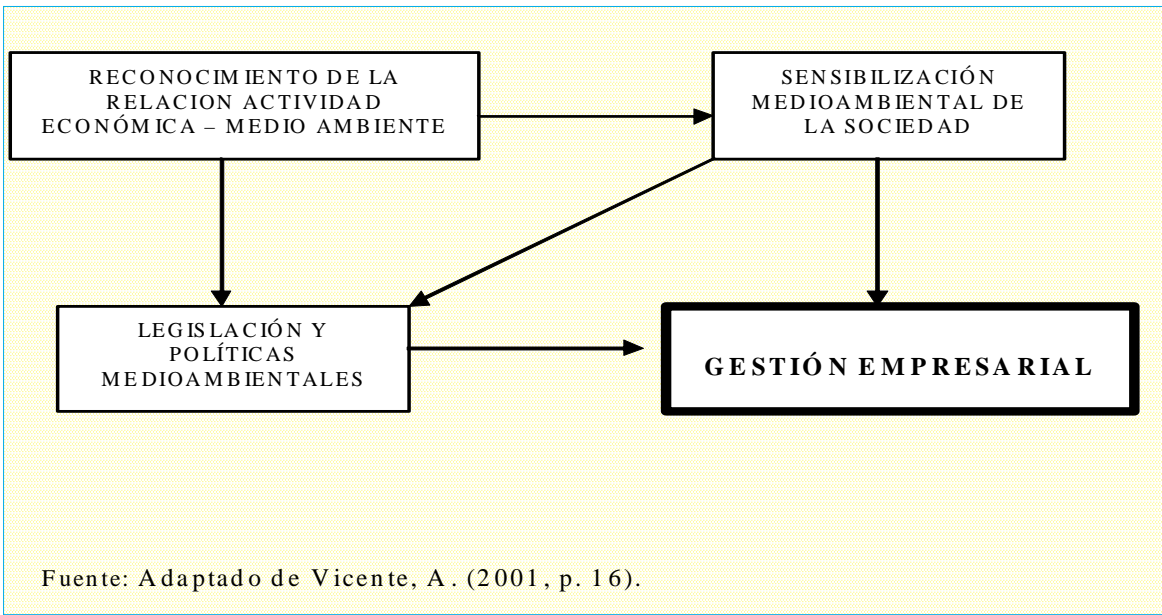 RECONOCIMIENTO DE LA
RELACION ACTIVIDAD
ECONÓMICA – MEDIO AMBIENTE
SENSIBILIZACIÓN
MEDIOAMBIENTAL DE
LA SOCIEDAD
LEGISLACIÓN Y
POLÍTICAS
MEDIOAMBIENTALES
GESTIÓN EMPRESARIAL
Fuente: Adaptado de Vicente, A. (2001, p. 16).